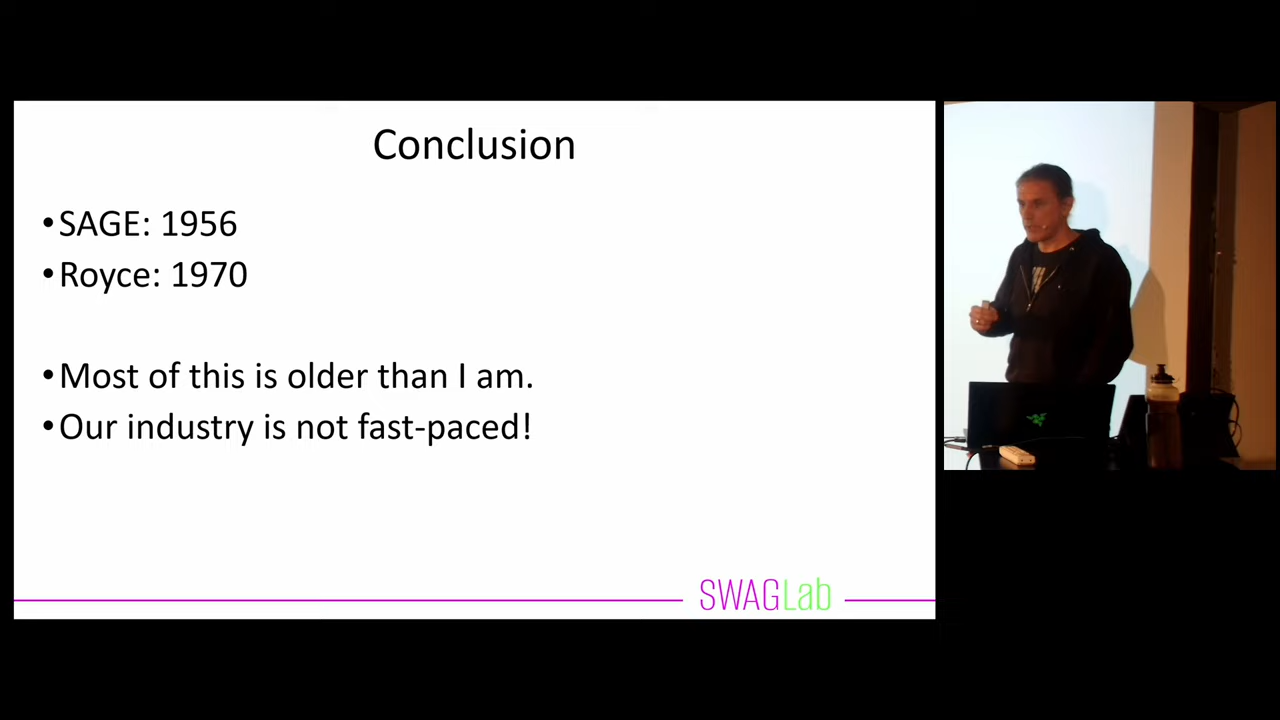 Conclusion
•SAGE: 1956
•Royce: 1970
•Most of this is older than I am.
•Our industry is not fast-paced!
SWAGLab